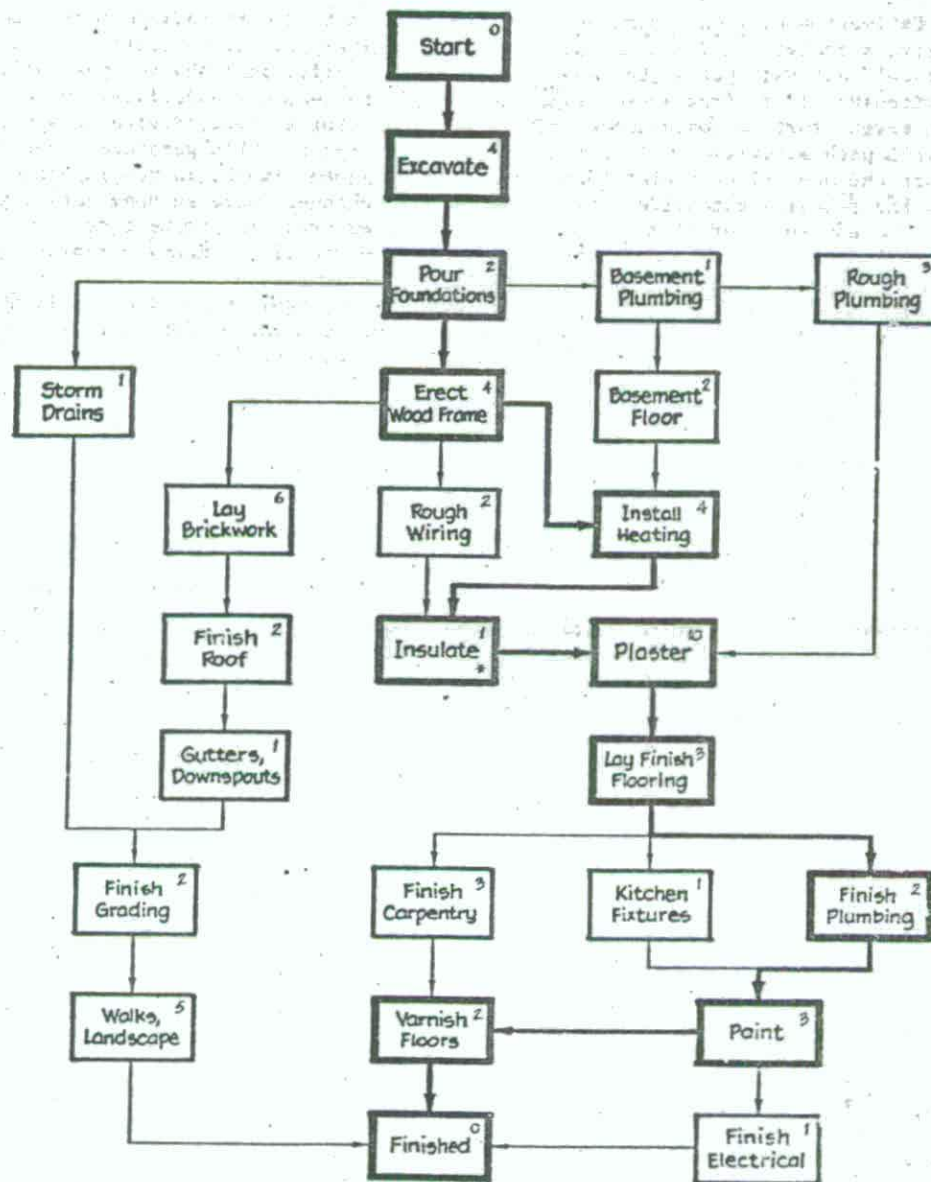 0
Start
4
Excavate
2
Pour
Foundations
1
Basement
Plumbing
3
Rough
Plumbing
1
Storm
Drains
4
Erect
Wood Frame
2
Basement
Floor
6
Lay
Brickwork
2
Rough
Wiring
4
Install
Heating
2
Finish
Roof
1
Insulate
*
10
Plaster
1
Gutters,
Downspouts
3
Lay Finish
Flooring
2
Finish
Grading
3
Finish
Carpentry
1
Kitchen
Fixtures
2
Finish
Plumbing
5
Walks,
Landscape
2
Varnish
Floors
3
Paint
0
Finished
1
Finish
Electrical